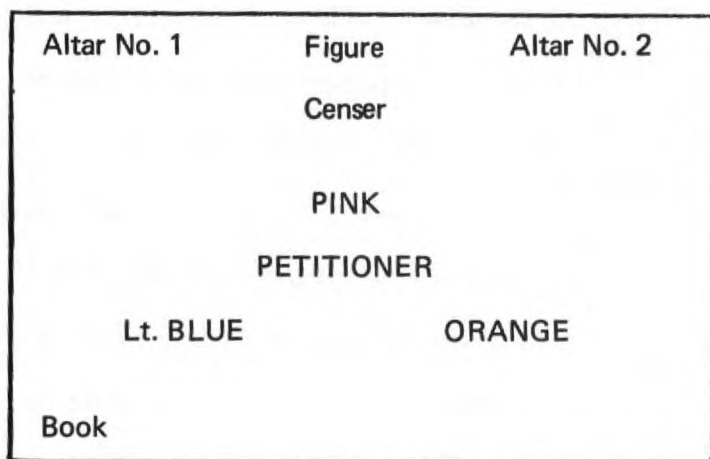 Altar No. 1 Figure Altar No. 2
Censer
PINK
PETITIONER
Lt. BLUE ORANGE
Book